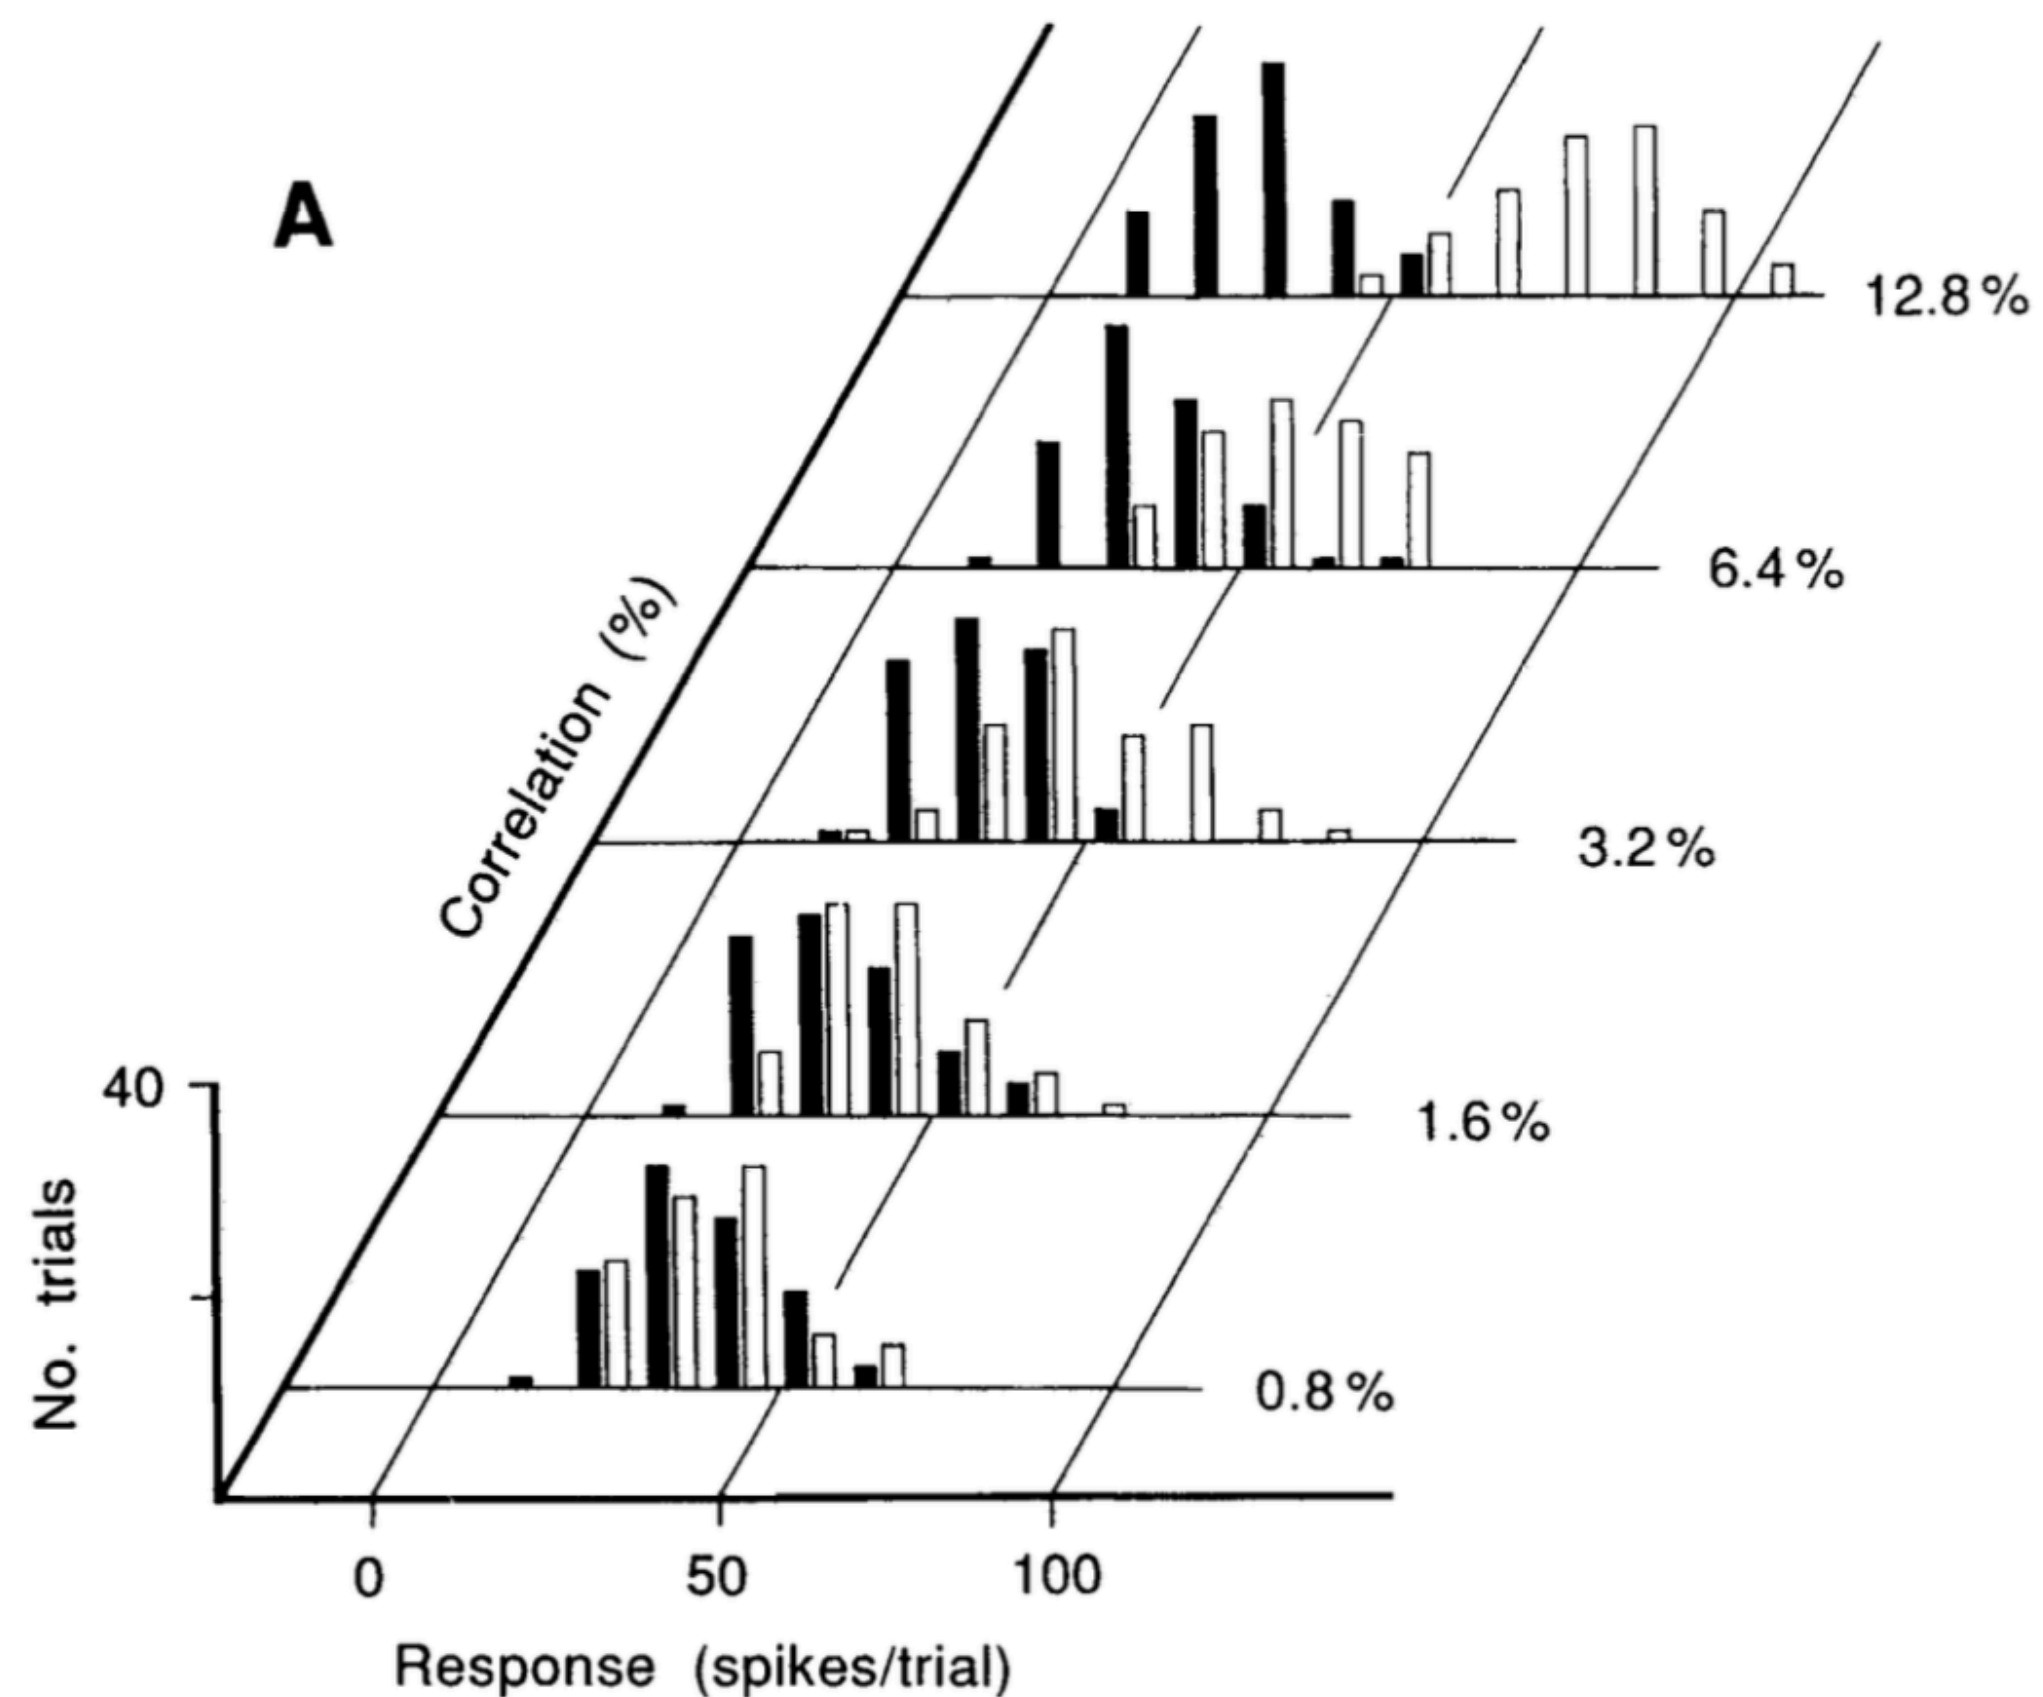 A
12.8%
6.4%
Correlation (%)
3.2%
40
1.6%
No. trials
0.8%
0 50 100
Response (spikes/trial)